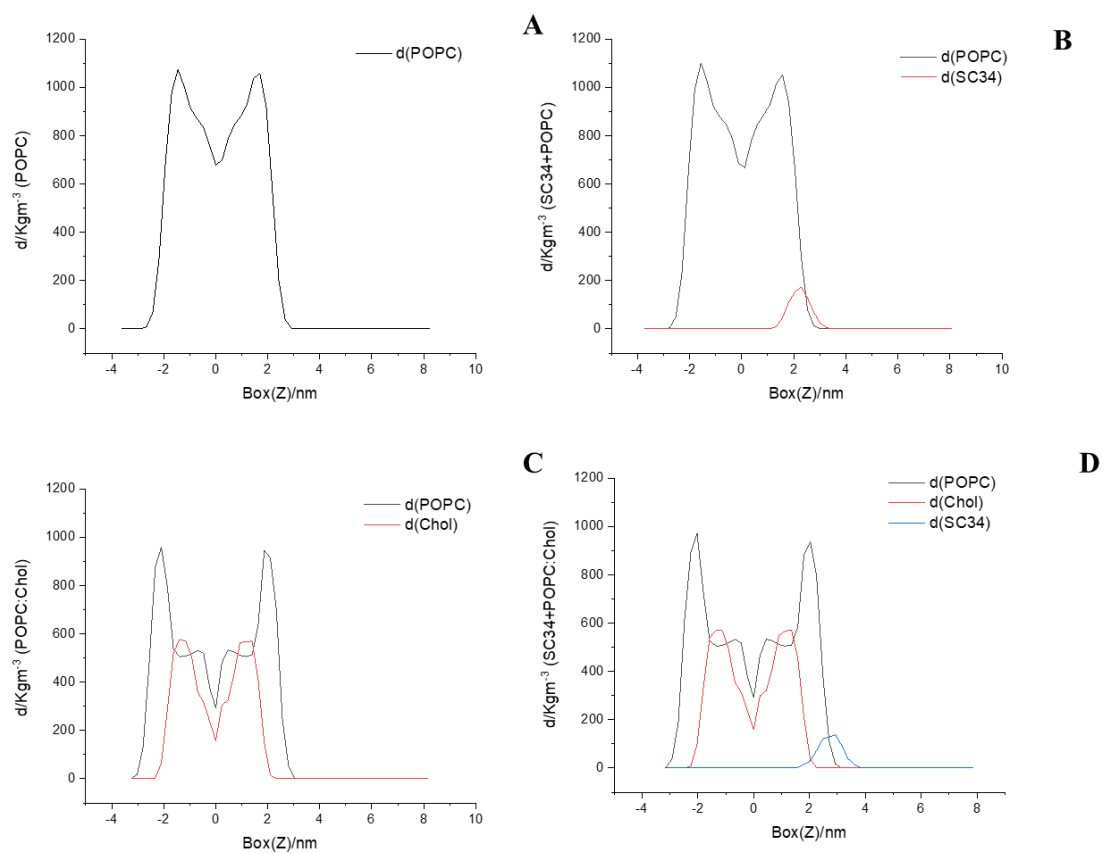 A
d(POPC)
1200
1000
800
600
400
200
0
-4 -2 0 2 4 6 8 10
Box(Z)/nm
d/Kgm⁻³ (POPC)
B
d(POPC)
d(SC34)
1200
1000
800
600
400
200
0
-4 -2 0 2 4 6 8 10
Box(Z)/nm
d/Kgm⁻³ (SC34+POPC)
C
d(POPC)
d(Chol)
1200
1000
800
600
400
200
0
-4 -2 0 2 4 6 8 10
Box(Z)/nm
d/Kgm⁻³ (POPC:Chol)
D
d(POPC)
d(Chol)
d(SC34)
1200
1000
800
600
400
200
0
-4 -2 0 2 4 6 8
Box(Z)/nm
d/Kgm⁻³ (SC34+POPC:Chol)